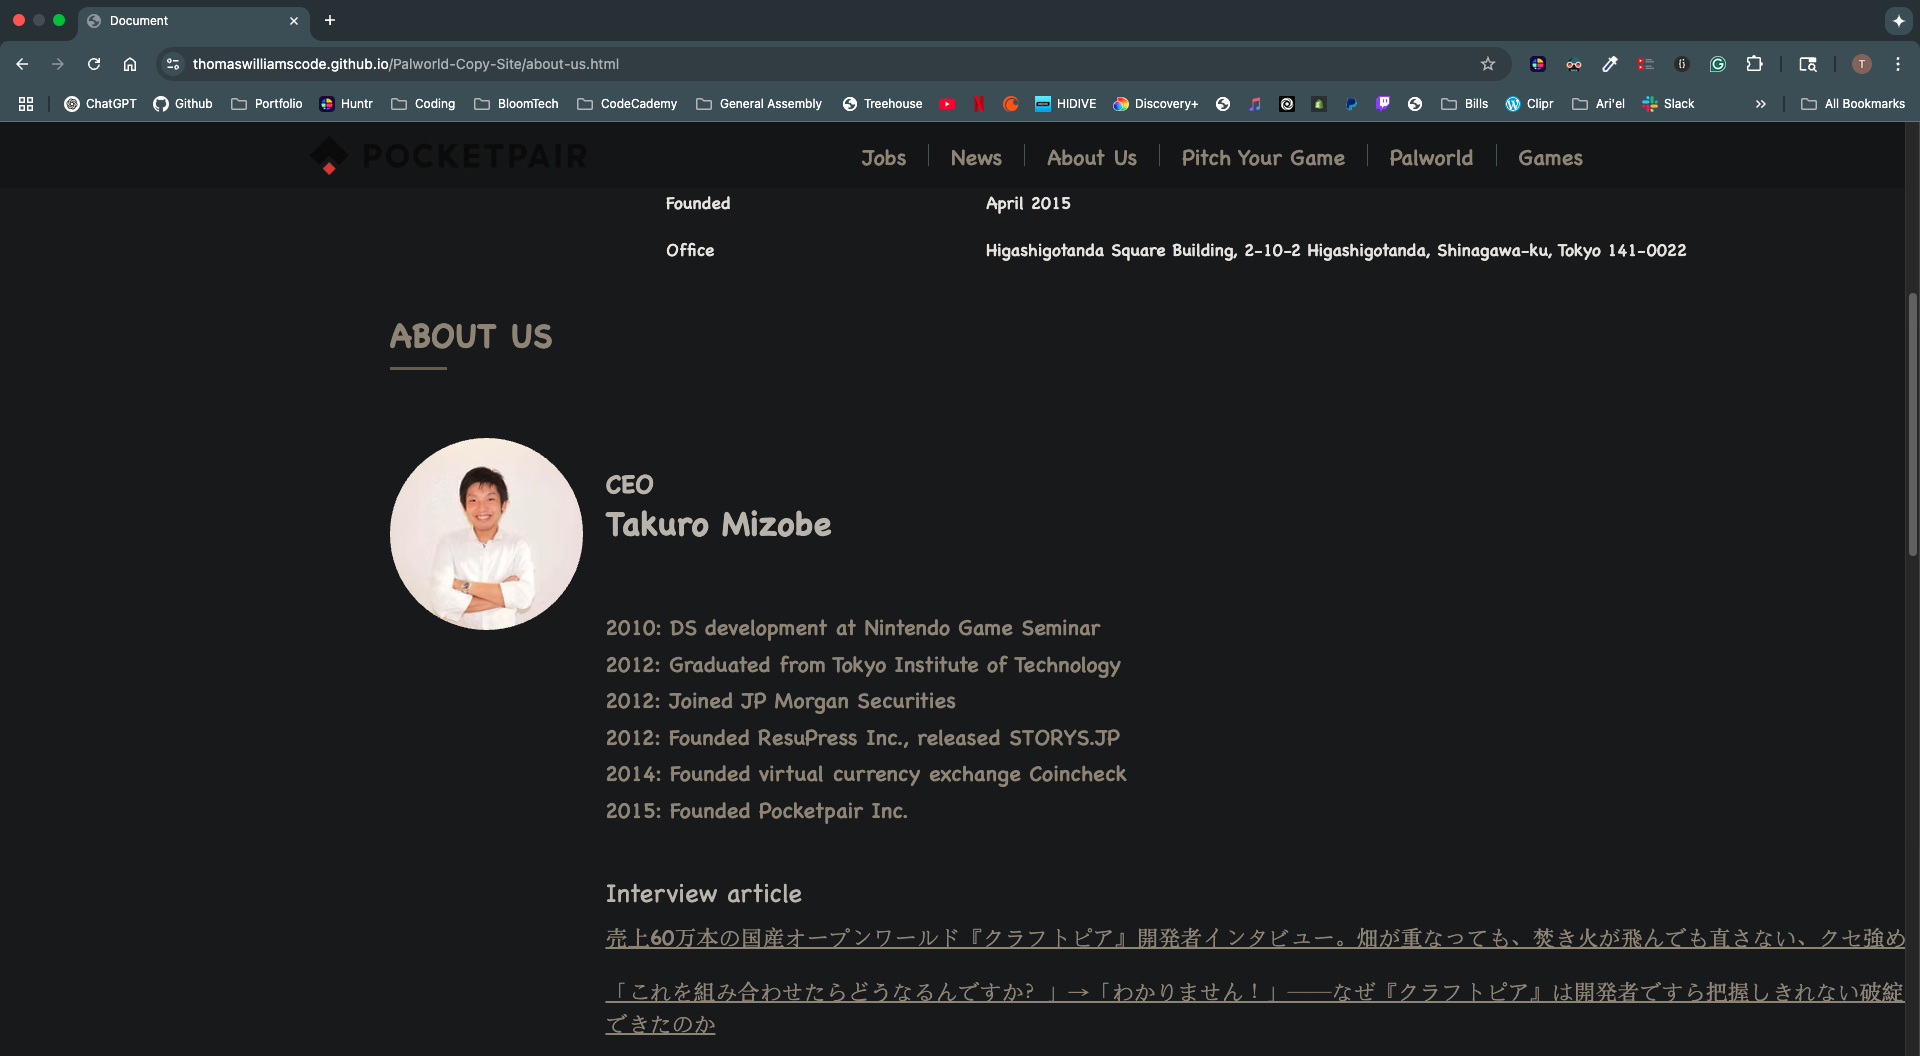 Document
thomaswilliamscode.github.io/Palworld-Copy-Site/about-us.html
T
ChatGPT Github Portfolio Huntr Coding BloomTech CodeCademy General Assembly Treehouse HIDIVE Discovery+ Bills Clipr Ari'el Slack All Bookmarks
POCKETPAIR Jobs News About Us Pitch Your Game Palworld Games
Founded April 2015
Office Higashigotanda Square Building, 2-10-2 Higashigotanda, Shinagawa-ku, Tokyo 141-0022
ABOUT US
CEO
Takuro Mizobe
2010: DS development at Nintendo Game Seminar
2012: Graduated from Tokyo Institute of Technology
2012: Joined JP Morgan Securities
2012: Founded ResuPress Inc., released STORYS.JP
2014: Founded virtual currency exchange Coincheck
2015: Founded Pocketpair Inc.
Interview article
売上60万本の国産オープンワールド『クラフトピア』開発者インタビュー。畑が重なっても、焚き火が飛んでも直さない、クセ強め
「これを組み合わせたらどうなるんですか? 」→「わかりません！」──なぜ『クラフトピア』は開発者ですら把握しきれない破綻
できたのか